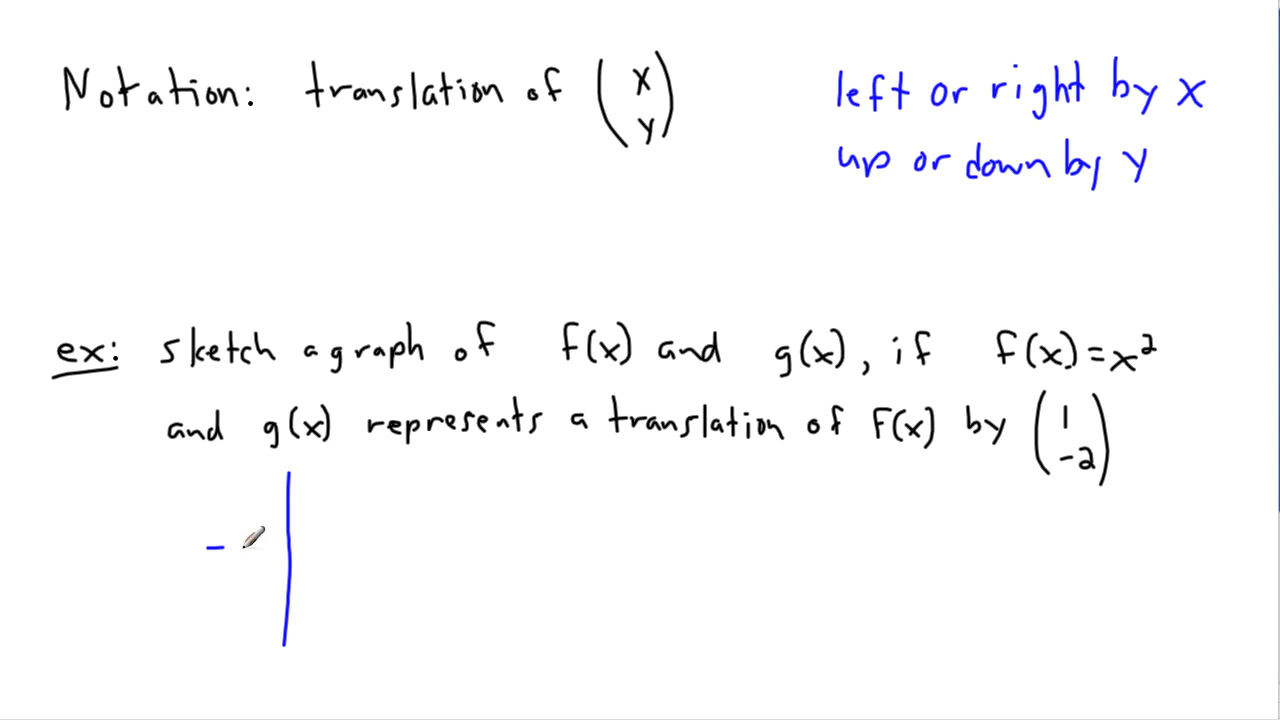 Notation: translation of (x y)
left or right by x
up or down by y
ex: sketch a graph of f(x) and g(x), if f(x)=x²
and g(x) represents a translation of F(x) by (1 -2)